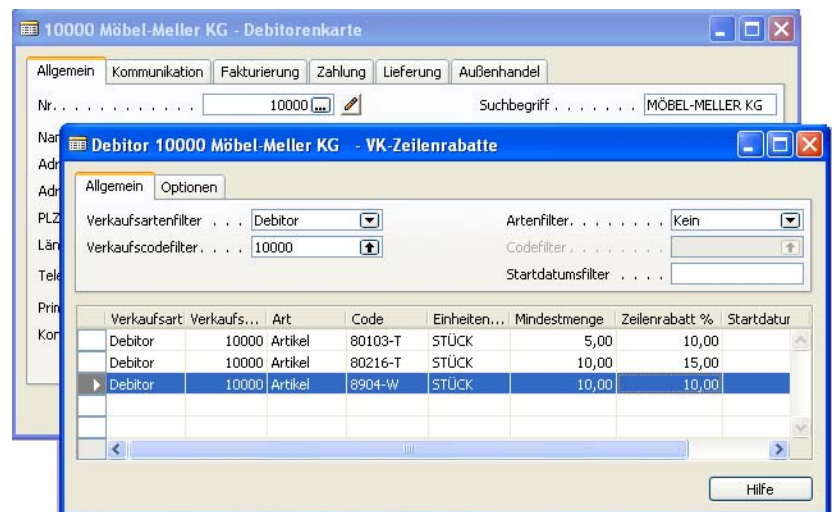 10000 Möbel-Meller KG - Debitorenkarte
Allgemein Kommunikation Fakturierung Zahlung Lieferung Außenhandel
Nr. . . . . . . . . . . . . 10000 ... Suchbegriff . . . . . . . MÖBEL-MELLER KG
Debitor 10000 Möbel-Meller KG - VK-Zeilenrabatte
Adr
Adr
PLZ
Allgemein Optionen
Verkaufsartenfilter . . . Debitor Artenfilter. . . . . . . . Kein
Verkaufscodefilter. . . . 10000 Codefilter . . . . . . . .
Startdatumsfilter . . . .
Verkaufsart Verkaufs... Art Code Einheiten... Mindestmenge Zeilenrabatt % Startdatur
Debitor 10000 Artikel 80103-T STÜCK 5,00 10,00
Debitor 10000 Artikel 80216-T STÜCK 10,00 15,00
Debitor 10000 Artikel 8904-W STÜCK 10,00 10,00
Hilfe